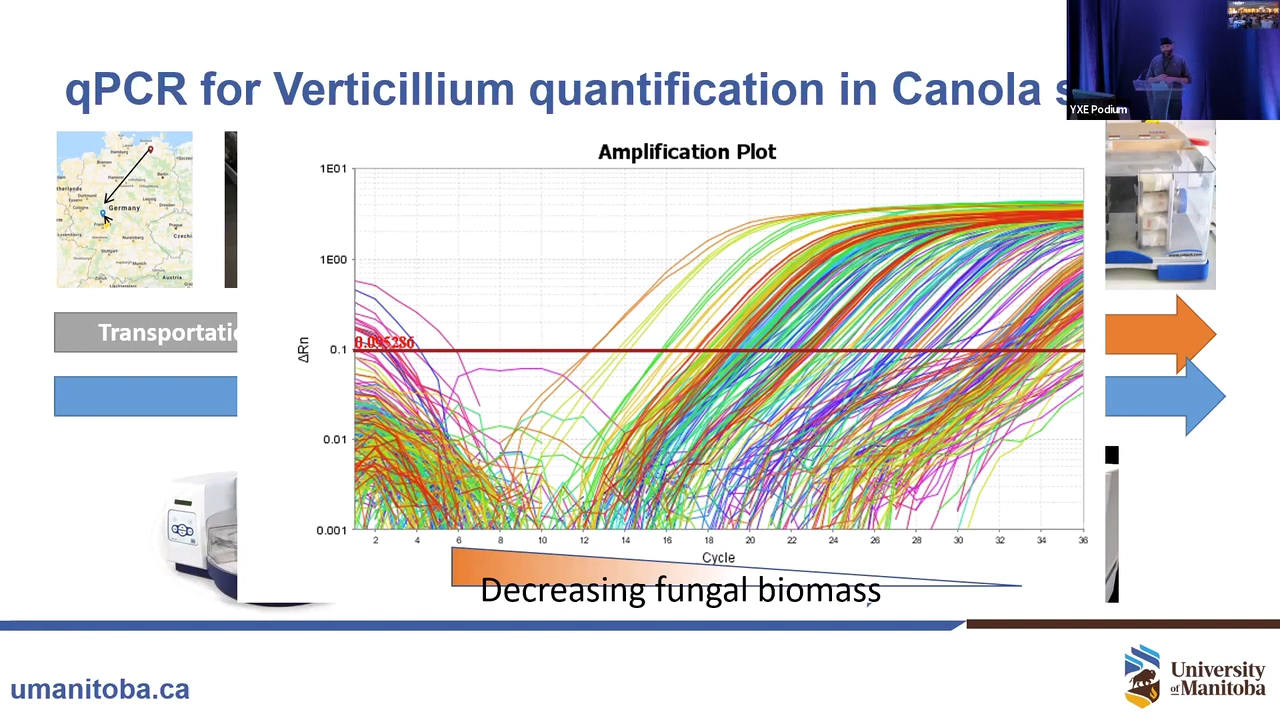 qPCR for Verticillium quantification in Canola s
YXE Podium
Germany
Austria
Transportatio
Amplification Plot
1E01
1E00
0.1
0.01
0.001
ΔRn
0.095286
2 4 6 8 10 12 14 16 18 20 22 24 26 28 30 32 34 36
Cycle
Decreasing fungal biomass
umanitoba.ca
University
of Manitoba